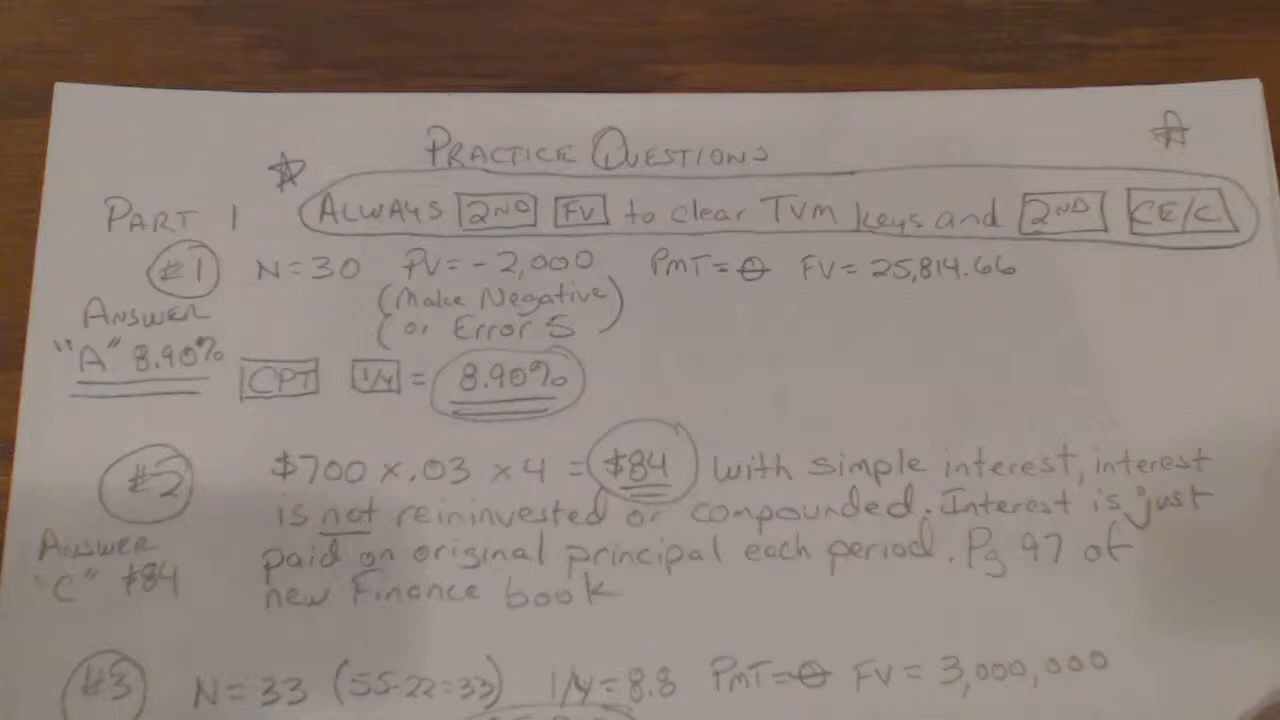 PRACTICE QUESTIONS
PART 1 ALWAYS 2ND FV to clear TVM keys and 2ND CE/C
#1 N=30 PV=-2,000 PMT=0 FV=25,814.66
(Make Negative)
ANSWER (or Error 5)
"A" 8.90% CPT I/Y = 8.90%
#2 $700 x.03 x4 = $84 with simple interest, interest
is not reininvested or compounded. Interest is just
ANSWER paid on original principal each period. Pg 97 of
"C" $84 new Finance book
#3 N=33 (55-22=33) I/Y=8.8 PMT=0 FV=3,000,000